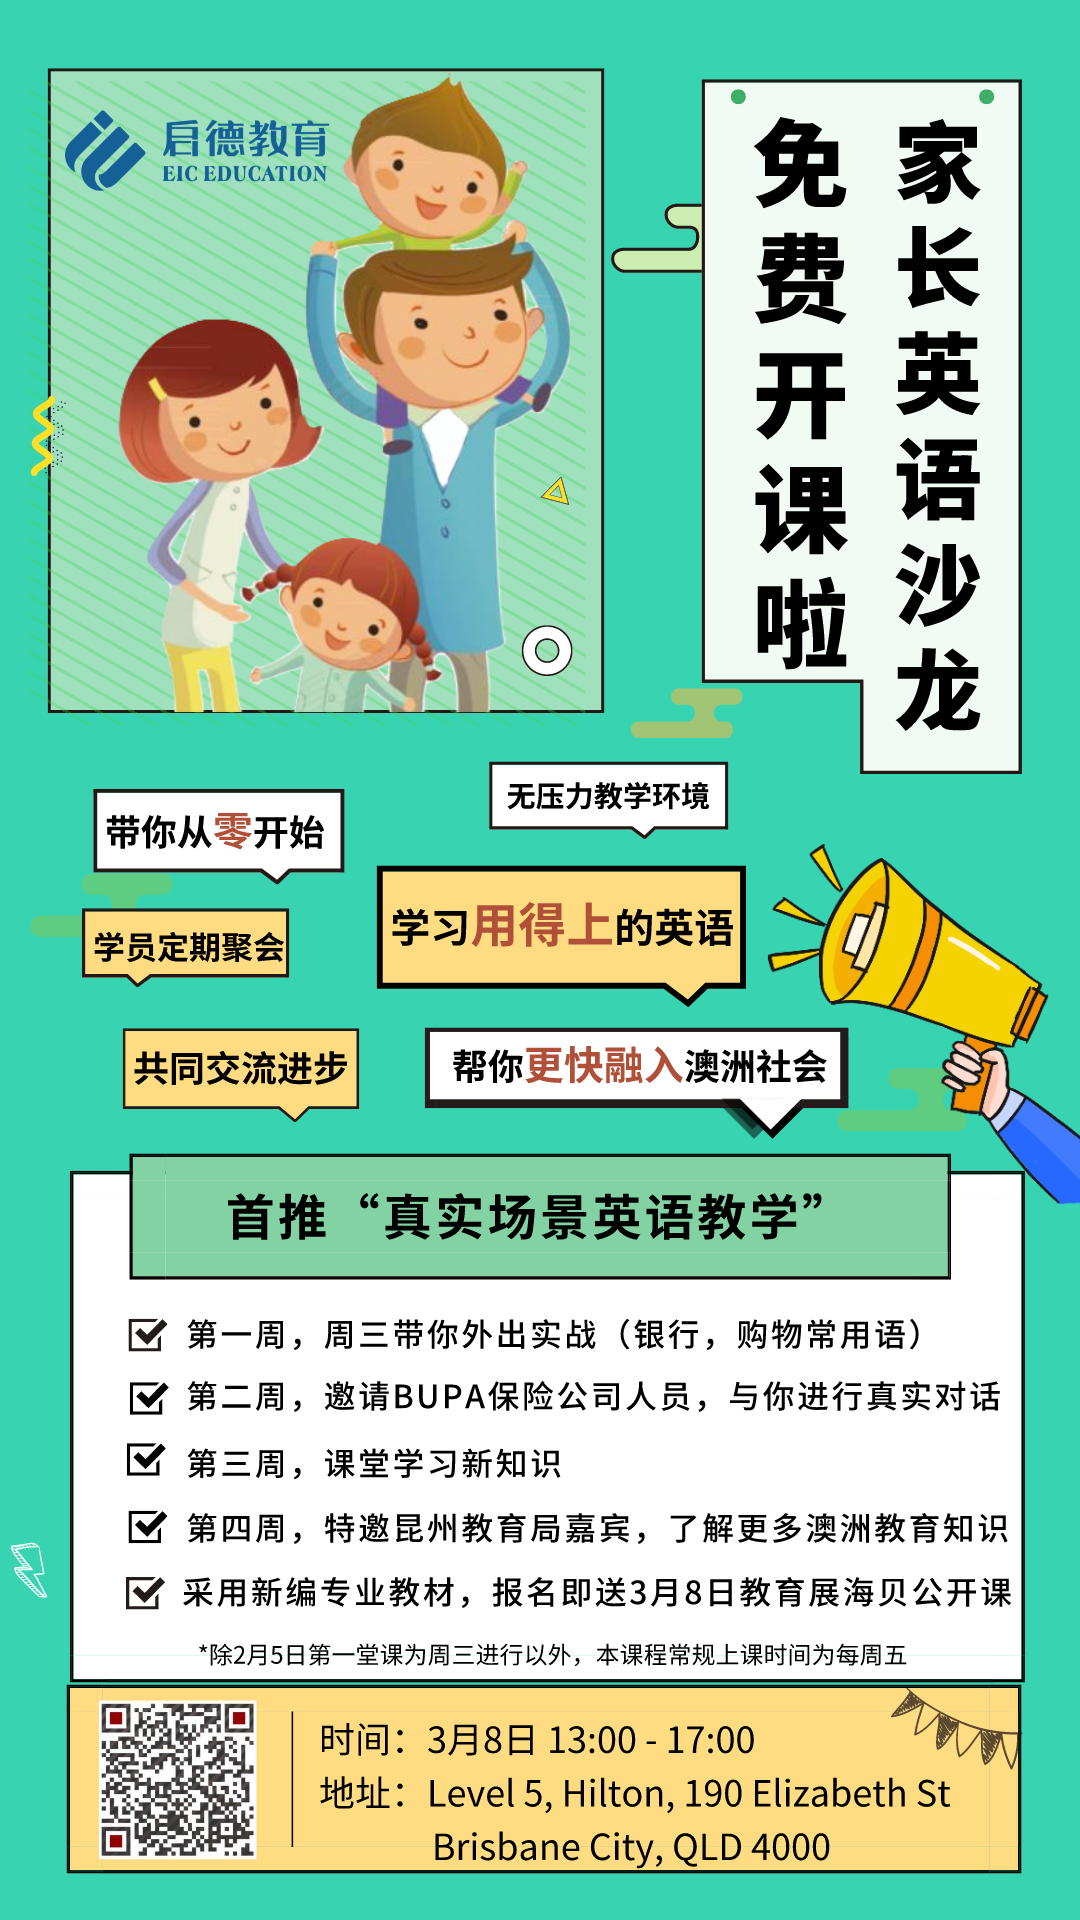 启德教育
EIC EDUCATION
家长英语沙龙
免费开课啦
无压力教学环境
带你从零开始
学习用得上的英语
学员定期聚会
共同交流进步
帮你更快融入澳洲社会
首推“真实场景英语教学”
第一周，周三带你外出实战（银行，购物常用语）
第二周，邀请BUPA保险公司人员，与你进行真实对话
第三周，课堂学习新知识
第四周，特邀昆州教育局嘉宾，了解更多澳洲教育知识
采用新编专业教材，报名即送3月8日教育展海贝公开课
*除2月5日第一堂课为周三进行以外，本课程常规上课时间为每周五
时间：3月8日 13:00 - 17:00
地址：Level 5, Hilton, 190 Elizabeth St
Brisbane City, QLD 4000